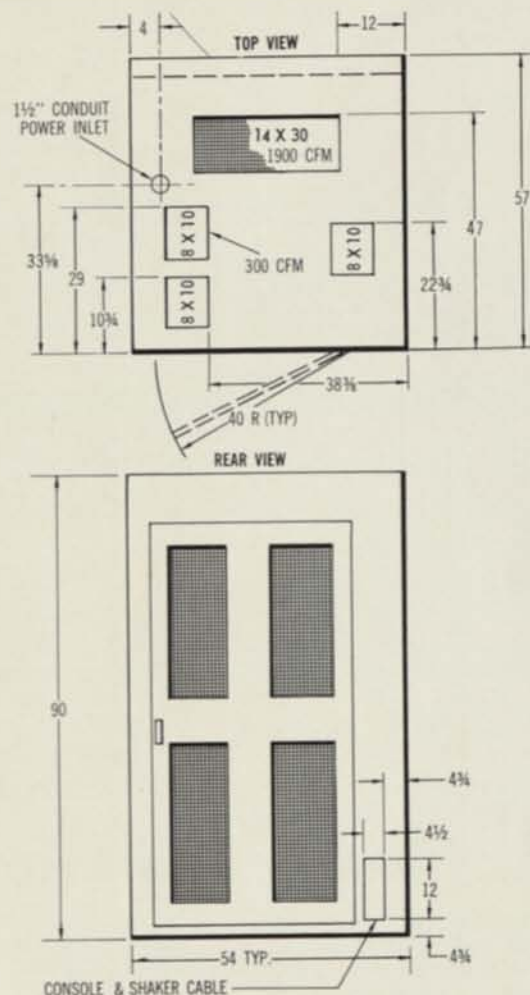 4
12
TOP VIEW
1½" CONDUIT
POWER INLET
14 X 30
1900 CFM
57
47
8 X 10
8 X 10
300 CFM
8 X 10
33⅝
29
10¾
22¾
38⅜
40 R (TYP)
REAR VIEW
90
4¾
4½
12
4¾
54 TYP.
CONSOLE & SHAKER CABLE